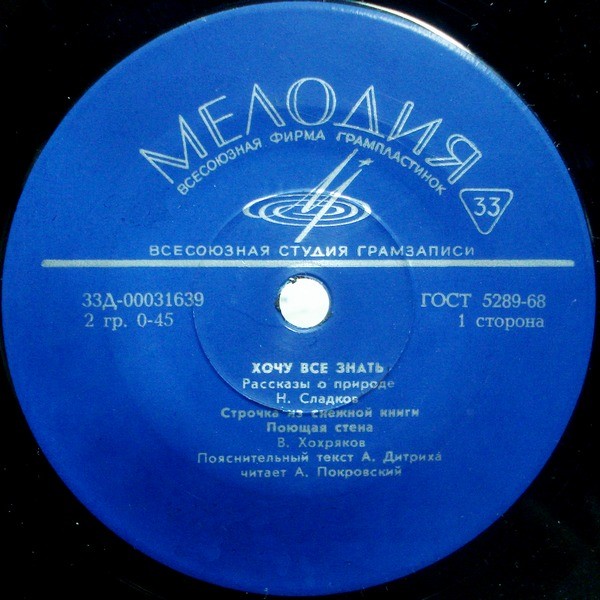 МЕЛОДИЯ
ВСЕСОЮЗНАЯ ФИРМА ГРАМПЛАСТИНОК
33
ВСЕСОЮЗНАЯ СТУДИЯ ГРАМЗАПИСИ
33Д-00031639
ГОСТ 5289-68
2 гр. 0-45
1 сторона
ХОЧУ ВСЕ ЗНАТЬ
Рассказы о природе
Н. Сладков
Строчка из снежной книги
Поющая стена
В. Хохряков
Пояснительный текст А. Дитриха
читает А. Покровский